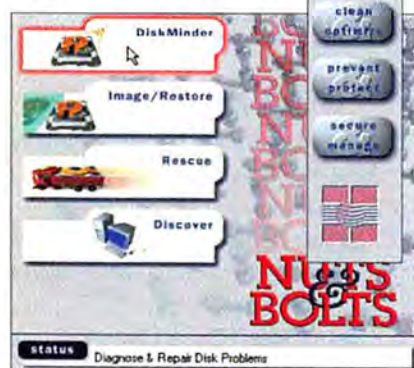 DiskMinder
Image/Restore
Rescue
Discover
clean
optimize
prevent
protect
secure
manage
NUTS
&
BOLTS
status
Diagnose & Repair Disk Problems